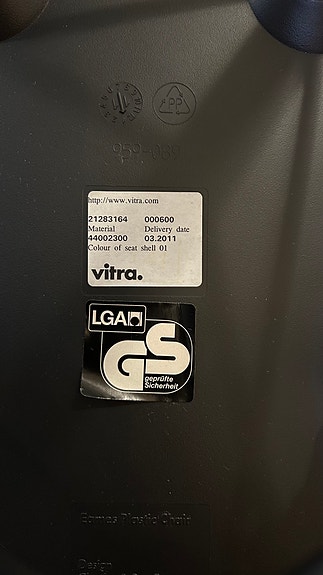 PP
http://www.vitra.com
21283164 000600
Material Delivery date
44002300 03.2011
Colour of seat shell 01
vitra.
LGA
GS
geprüfte
Sicherheit
Eames Plastic Chair
Design